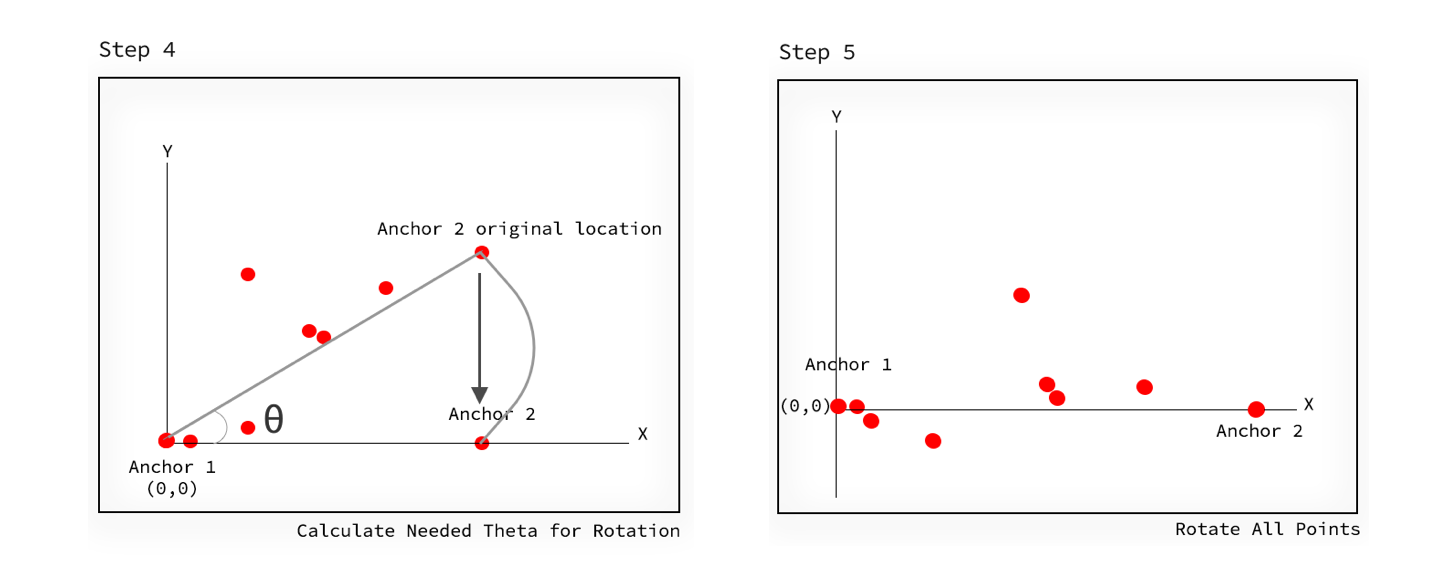 Step 4
Y
Anchor 2 original location
θ
Anchor 2
X
Anchor 1
(0,0)
Calculate Needed Theta for Rotation
Step 5
Y
Anchor 1
(0,0)
X
Anchor 2
Rotate All Points